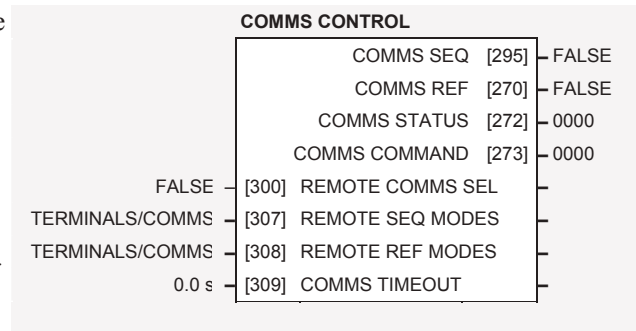 e
COMMS CONTROL
COMMS SEQ [295] – FALSE
COMMS REF [270] – FALSE
COMMS STATUS [272] – 0000
COMMS COMMAND [273] – 0000
FALSE – [300] REMOTE COMMS SEL –
TERMINALS/COMMS – [307] REMOTE SEQ MODES –
TERMINALS/COMMS – [308] REMOTE REF MODES –
0.0 s – [309] COMMS TIMEOUT –